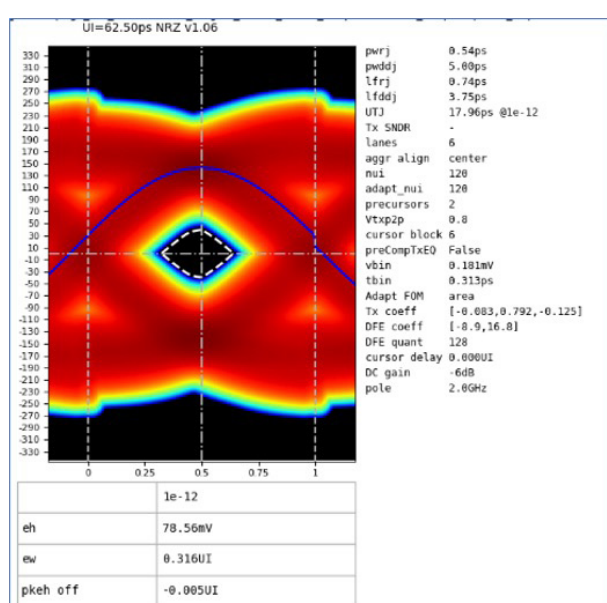 UI=62.50ps NRZ v1.06
330
310
290
270
250
230
210
190
170
150
130
110
90
70
50
30
10
-10
-30
-50
-70
-90
-110
-130
-150
-170
-190
-210
-230
-250
-270
-290
-310
-330
0 0.25 0.5 0.75 1
pwrj 0.54ps
pwddj 5.00ps
lfrj 0.74ps
lfddj 3.75ps
UTJ 17.96ps @1e-12
Tx SNDR -
lanes 6
aggr align center
nui 120
adapt_nui 120
precursors 2
Vtxp2p 0.8
cursor block 6
preCompTxEQ False
vbin 0.181mV
tbin 0.313ps
Adapt FOM area
Tx coeff [-0.083,0.792,-0.125]
DFE coeff [-8.9,16.8]
DFE quant 128
cursor delay 0.000UI
DC gain -6dB
pole 2.0GHz
1e-12
eh 78.56mV
ew 0.316UI
pkeh off -0.005UI